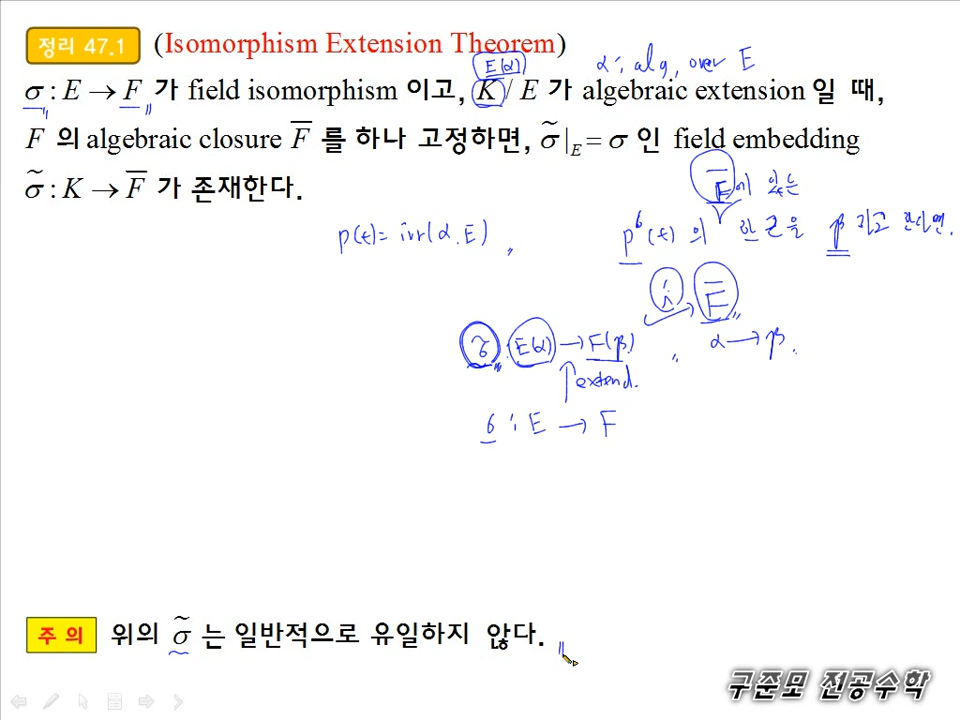 정리 47.1 (Isomorphism Extension Theorem)
E(α) α : alg. over E
σ : E → F 가 field isomorphism 이고, K / E 가 algebraic extension 일 때,
F 의 algebraic closure F̅ 를 하나 고정하면, σ̃ |_E = σ 인 field embedding
σ̃ : K → F̅ 가 존재한다.
F̅에 있는
p(t) = irr(α, E) ,, p^σ(t) 의 한 근을 β 라고 한다면.
i F̅
σ̃ : E(α) → F(β) ,, α → β.
↑ extend.
σ : E → F
주 의 위의 σ̃ 는 일반적으로 유일하지 않다.
구준모 전공수학